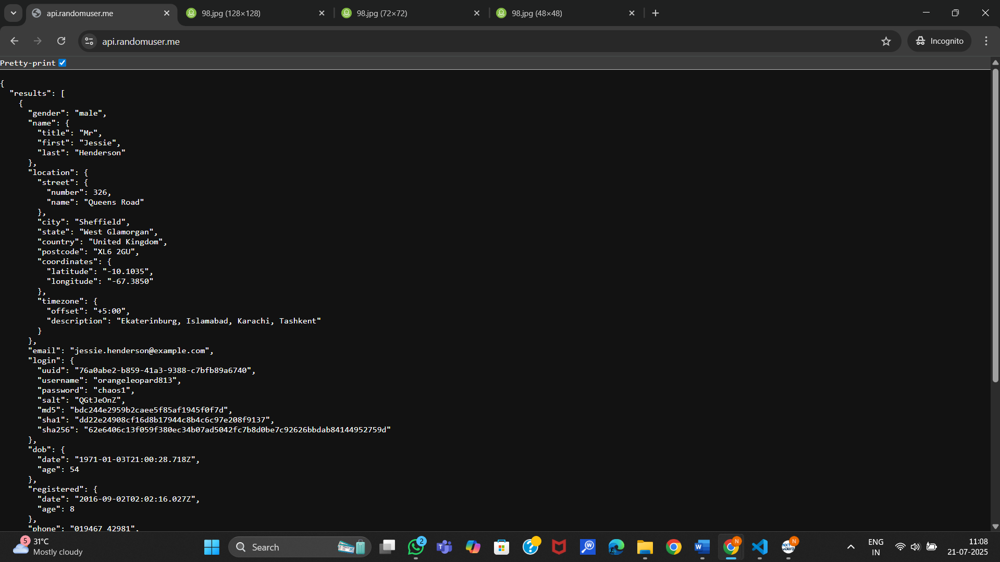 api.randomuser.me
98.jpg (128×128)
98.jpg (72×72)
98.jpg (48×48)
api.randomuser.me
Incognito
Pretty-print
{
  "results": [
    {
      "gender": "male",
      "name": {
        "title": "Mr",
        "first": "Jessie",
        "last": "Henderson"
      },
      "location": {
        "street": {
          "number": 326,
          "name": "Queens Road"
        },
        "city": "Sheffield",
        "state": "West Glamorgan",
        "country": "United Kingdom",
        "postcode": "XL6 2GU",
        "coordinates": {
          "latitude": "-10.1035",
          "longitude": "-67.3850"
        },
        "timezone": {
          "offset": "+5:00",
          "description": "Ekaterinburg, Islamabad, Karachi, Tashkent"
        }
      },
      "email": "jessie.henderson@example.com",
      "login": {
        "uuid": "76a0abe2-b859-41a3-9388-c7bfb89a6740",
        "username": "orangeleopard813",
        "password": "chaos1",
        "salt": "QGtJeOnZ",
        "md5": "bdc244e2959b2caee5f85af1945f0f7d",
        "sha1": "dd22e24908cf16d8b17944c8b4c6c97e208f9137",
        "sha256": "62e6406c13f059f380ec34b07ad5042fc7b8d0be7c92626bbdab84144952759d"
      },
      "dob": {
        "date": "1971-01-03T21:00:28.718Z",
        "age": 54
      },
      "registered": {
        "date": "2016-09-02T02:02:16.027Z",
        "age": 8
      },
      "phone": "019467 42981",
5
31°C
Mostly cloudy
Search
2
T
?
W
W
N
NXT
WAVE
N
ENG
IN
11:08
21-07-2025